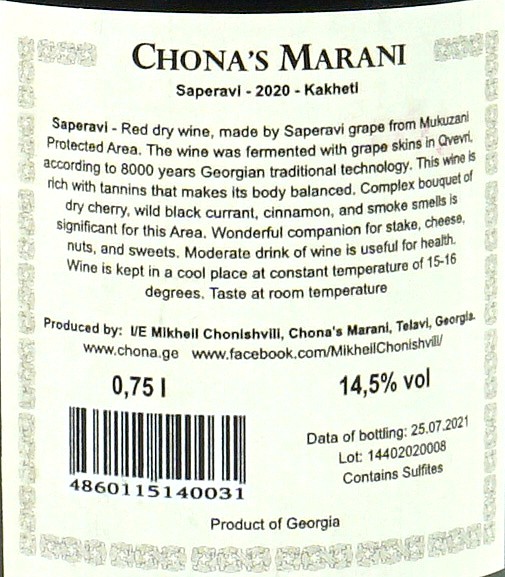 CHONA'S MARANI
Saperavi - 2020 - Kakheti
Saperavi - Red dry wine, made by Saperavi grape from Mukuzani
Protected Area. The wine was fermented with grape skins in Qvevri,
according to 8000 years Georgian traditional technology. This wine is
rich with tannins that makes its body balanced. Complex bouquet of
dry cherry, wild black currant, cinnamon, and smoke smells is
significant for this Area. Wonderful companion for stake, cheese,
nuts, and sweets. Moderate drink of wine is useful for health.
Wine is kept in a cool place at constant temperature of 15-16
degrees. Taste at room temperature
Produced by: I/E Mikheil Chonishvili, Chona's Marani, Telavi, Georgia.
www.chona.ge www.facebook.com/MikheilChonishvili/
0,75 l 14,5% vol
Data of bottling: 25.07.2021
Lot: 14402020008
Contains Sulfites
4860115140031
Product of Georgia